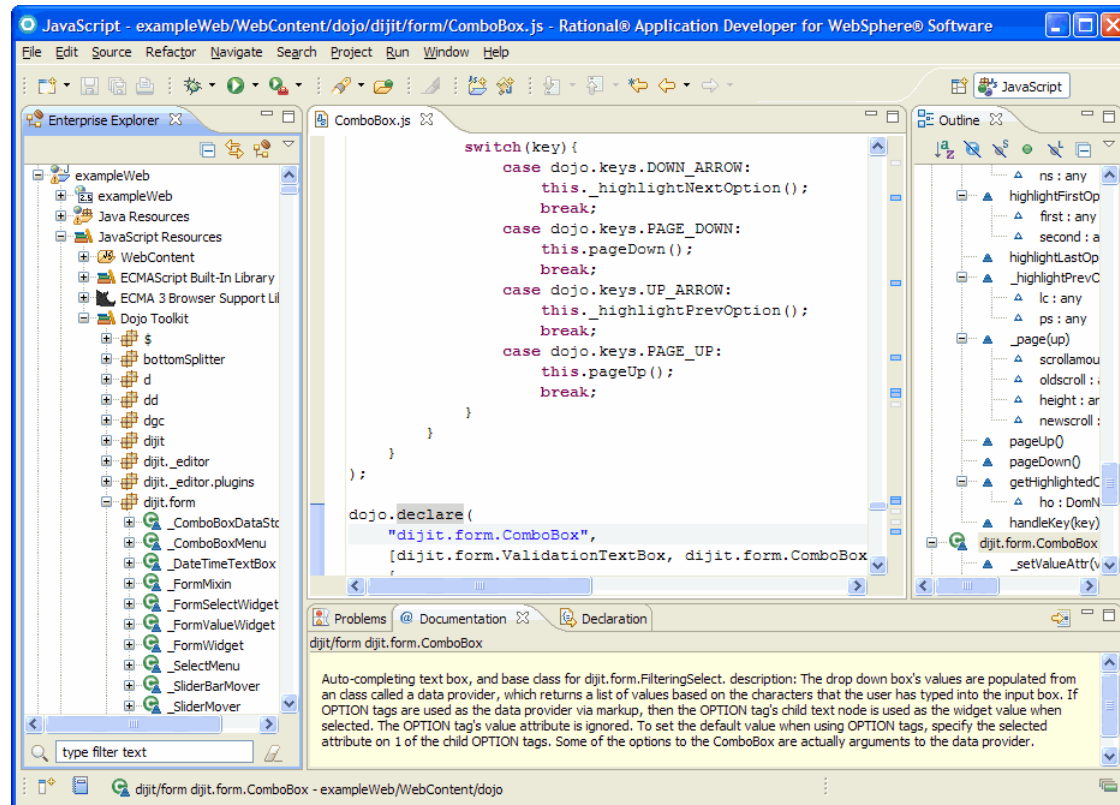 JavaScript - exampleWeb/WebContent/dojo/dijit/form/ComboBox.js - Rational® Application Developer for WebSphere® Software
File Edit Source Refactor Navigate Search Project Run Window Help
JavaScript
Enterprise Explorer
exampleWeb
exampleWeb
Java Resources
JavaScript Resources
WebContent
ECMAScript Built-In Library
ECMA 3 Browser Support Li
Dojo Toolkit
$
bottomSplitter
d
dd
dgc
dijit
dijit._editor
dijit._editor.plugins
dijit.form
_ComboBoxDataSto
_ComboBoxMenu
_DateTimeTextBox
_FormMixin
_FormSelectWidget
_FormValueWidget
_FormWidget
_SelectMenu
_SliderBarMover
_SliderMover
type filter text
ComboBox.js
switch(key){
case dojo.keys.DOWN_ARROW:
this._highlightNextOption();
break;
case dojo.keys.PAGE_DOWN:
this.pageDown();
break;
case dojo.keys.UP_ARROW:
this._highlightPrevOption();
break;
case dojo.keys.PAGE_UP:
this.pageUp();
break;
}
}
}
);
dojo.declare(
"dijit.form.ComboBox",
[dijit.form.ValidationTextBox, dijit.form.ComboBox
{
Outline
ns : any
highlightFirstOp
first : any
second : a
highlightLastOp
_highlightPrevO
lc : any
ps : any
_page(up)
scrollamou
oldscroll : a
height : ar
newscroll :
pageUp()
pageDown()
getHighlightedO
ho : DomN
handleKey(key)
dijit.form.ComboBox
_setValueAttr(v
Problems @ Documentation Declaration
dijit/form dijit.form.ComboBox
Auto-completing text box, and base class for dijit.form.FilteringSelect. description: The drop down box's values are populated from
an class called a data provider, which returns a list of values based on the characters that the user has typed into the input box. If
OPTION tags are used as the data provider via markup, then the OPTION tag's child text node is used as the widget value when
selected. The OPTION tag's value attribute is ignored. To set the default value when using OPTION tags, specify the selected
attribute on 1 of the child OPTION tags. Some of the options to the ComboBox are actually arguments to the data provider.
dijit/form dijit.form.ComboBox - exampleWeb/WebContent/dojo